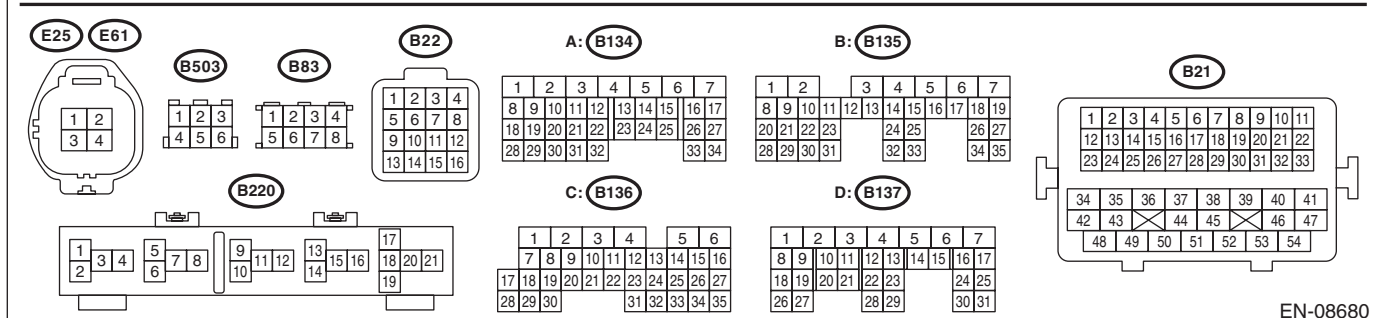 E25 E61
1 2
3 4
B503
1 2 3
4 5 6
B83
1 2 3 4
5 6 7 8
B22
1 2 3 4
5 6 7 8
9 10 11 12
13 14 15 16
A: B134
1 2 3 4 5 6 7
8 9 10 11 12 13 14 15 16 17
18 19 20 21 22 23 24 25 26 27
28 29 30 31 32 33 34
B: B135
1 2 3 4 5 6 7
8 9 10 11 12 13 14 15 16 17 18 19
20 21 22 23 24 25 26 27
28 29 30 31 32 33 34 35
B21
1 2 3 4 5 6 7 8 9 10 11
12 13 14 15 16 17 18 19 20 21 22
23 24 25 26 27 28 29 30 31 32 33
34 35 36 37 38 39 40 41
42 43 44 45 46 47
48 49 50 51 52 53 54
B220
1 2 3 4
5 6 7 8
9 10 11 12
13 14 15 16
17 18 19 20 21
C: B136
1 2 3 4 5 6
7 8 9 10 11 12 13 14 15 16
17 18 19 20 21 22 23 24 25 26 27
28 29 30 31 32 33 34 35
D: B137
1 2 3 4 5 6 7
8 9 10 11 12 13 14 15 16 17
18 19 20 21 22 23 24 25
26 27 28 29 30 31
EN-08680